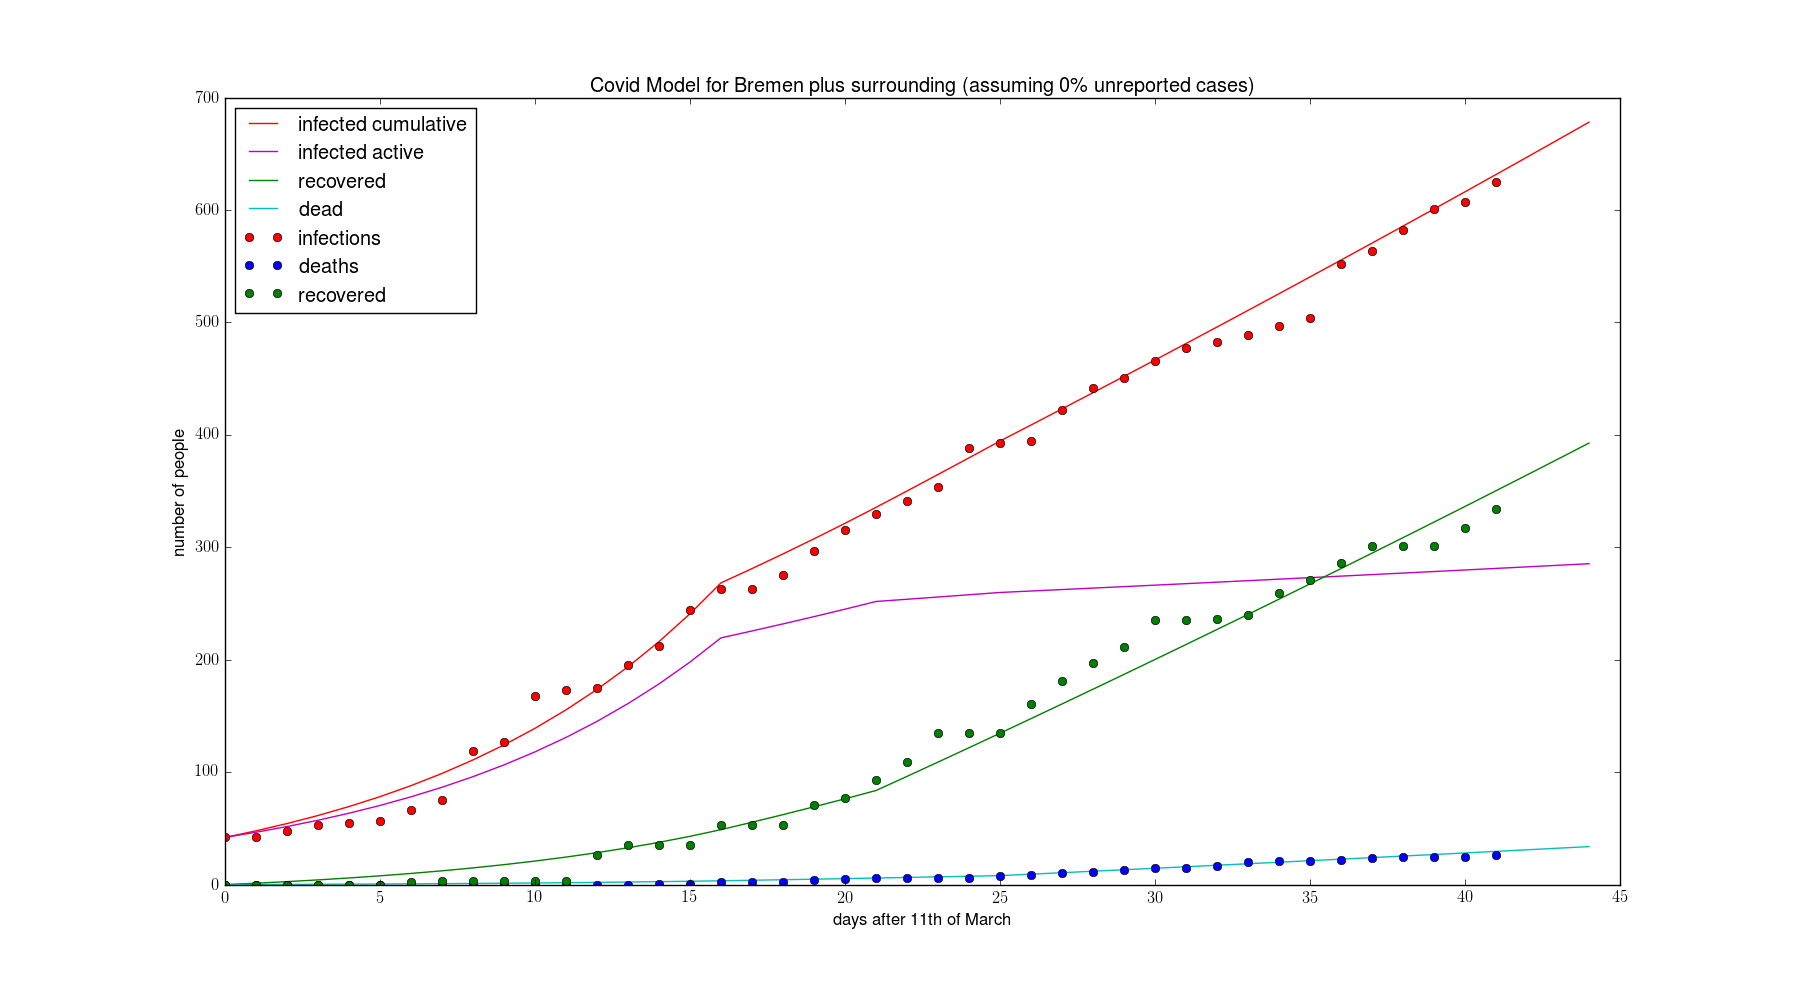 Covid Model for Bremen plus surrounding (assuming 0% unreported cases)
700
600
500
400
300
200
100
0
number of people
infected cumulative
infected active
recovered
dead
infections
deaths
recovered
0 5 10 15 20 25 30 35 40 45
days after 11th of March